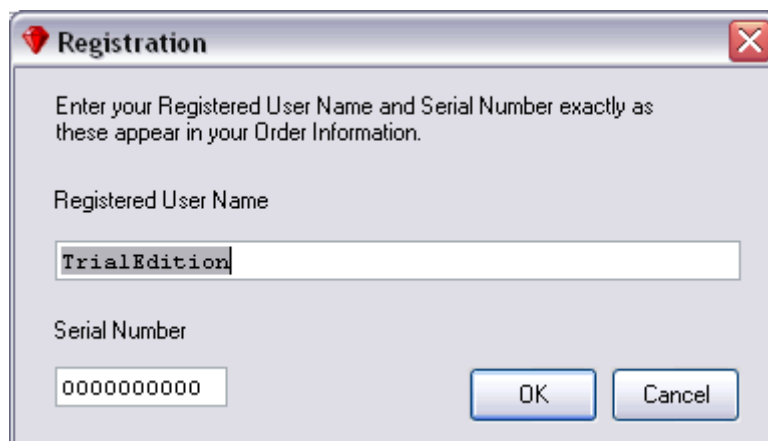 Registration
Enter your Registered User Name and Serial Number exactly as
these appear in your Order Information.
Registered User Name
TrialEdition
Serial Number
0000000000
OK
Cancel